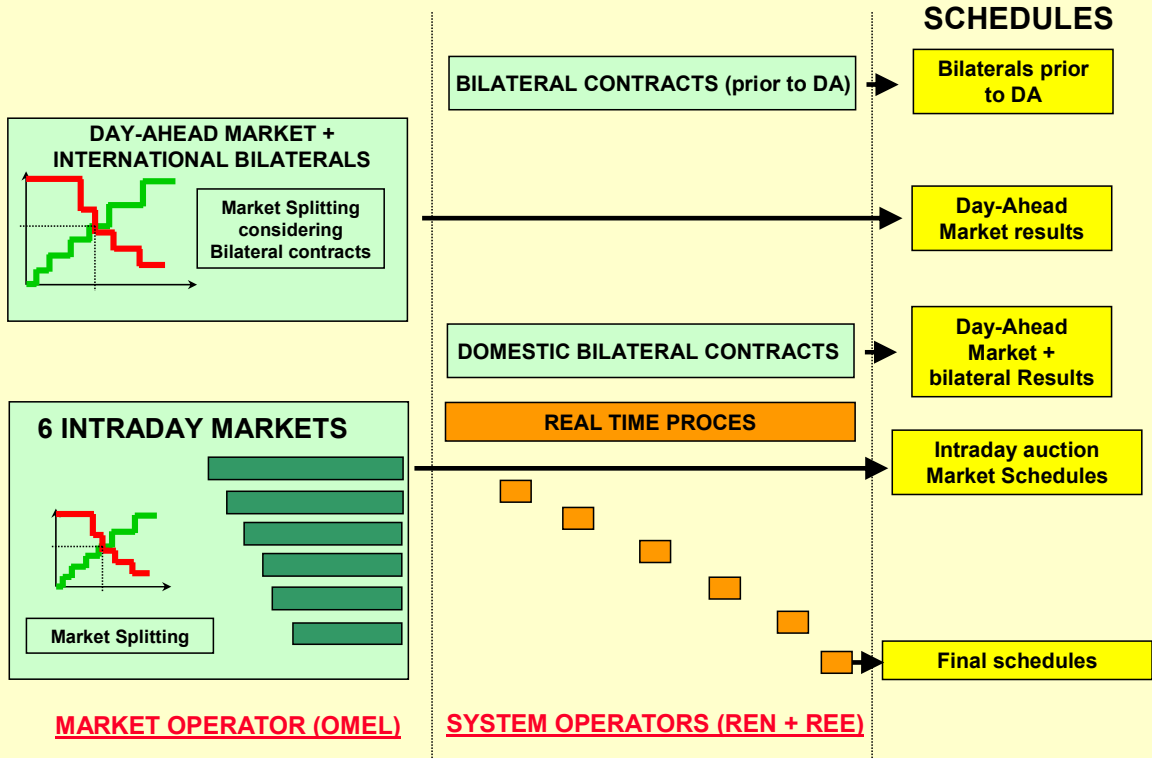 SCHEDULES
BILATERAL CONTRACTS (prior to DA)
Bilaterals prior
to DA
DAY-AHEAD MARKET +
INTERNATIONAL BILATERALS
Market Splitting
considering
Bilateral contracts
Day-Ahead
Market results
DOMESTIC BILATERAL CONTRACTS
Day-Ahead
Market +
bilateral Results
6 INTRADAY MARKETS
REAL TIME PROCES
Intraday auction
Market Schedules
Market Splitting
Final schedules
MARKET OPERATOR (OMEL)
SYSTEM OPERATORS (REN + REE)